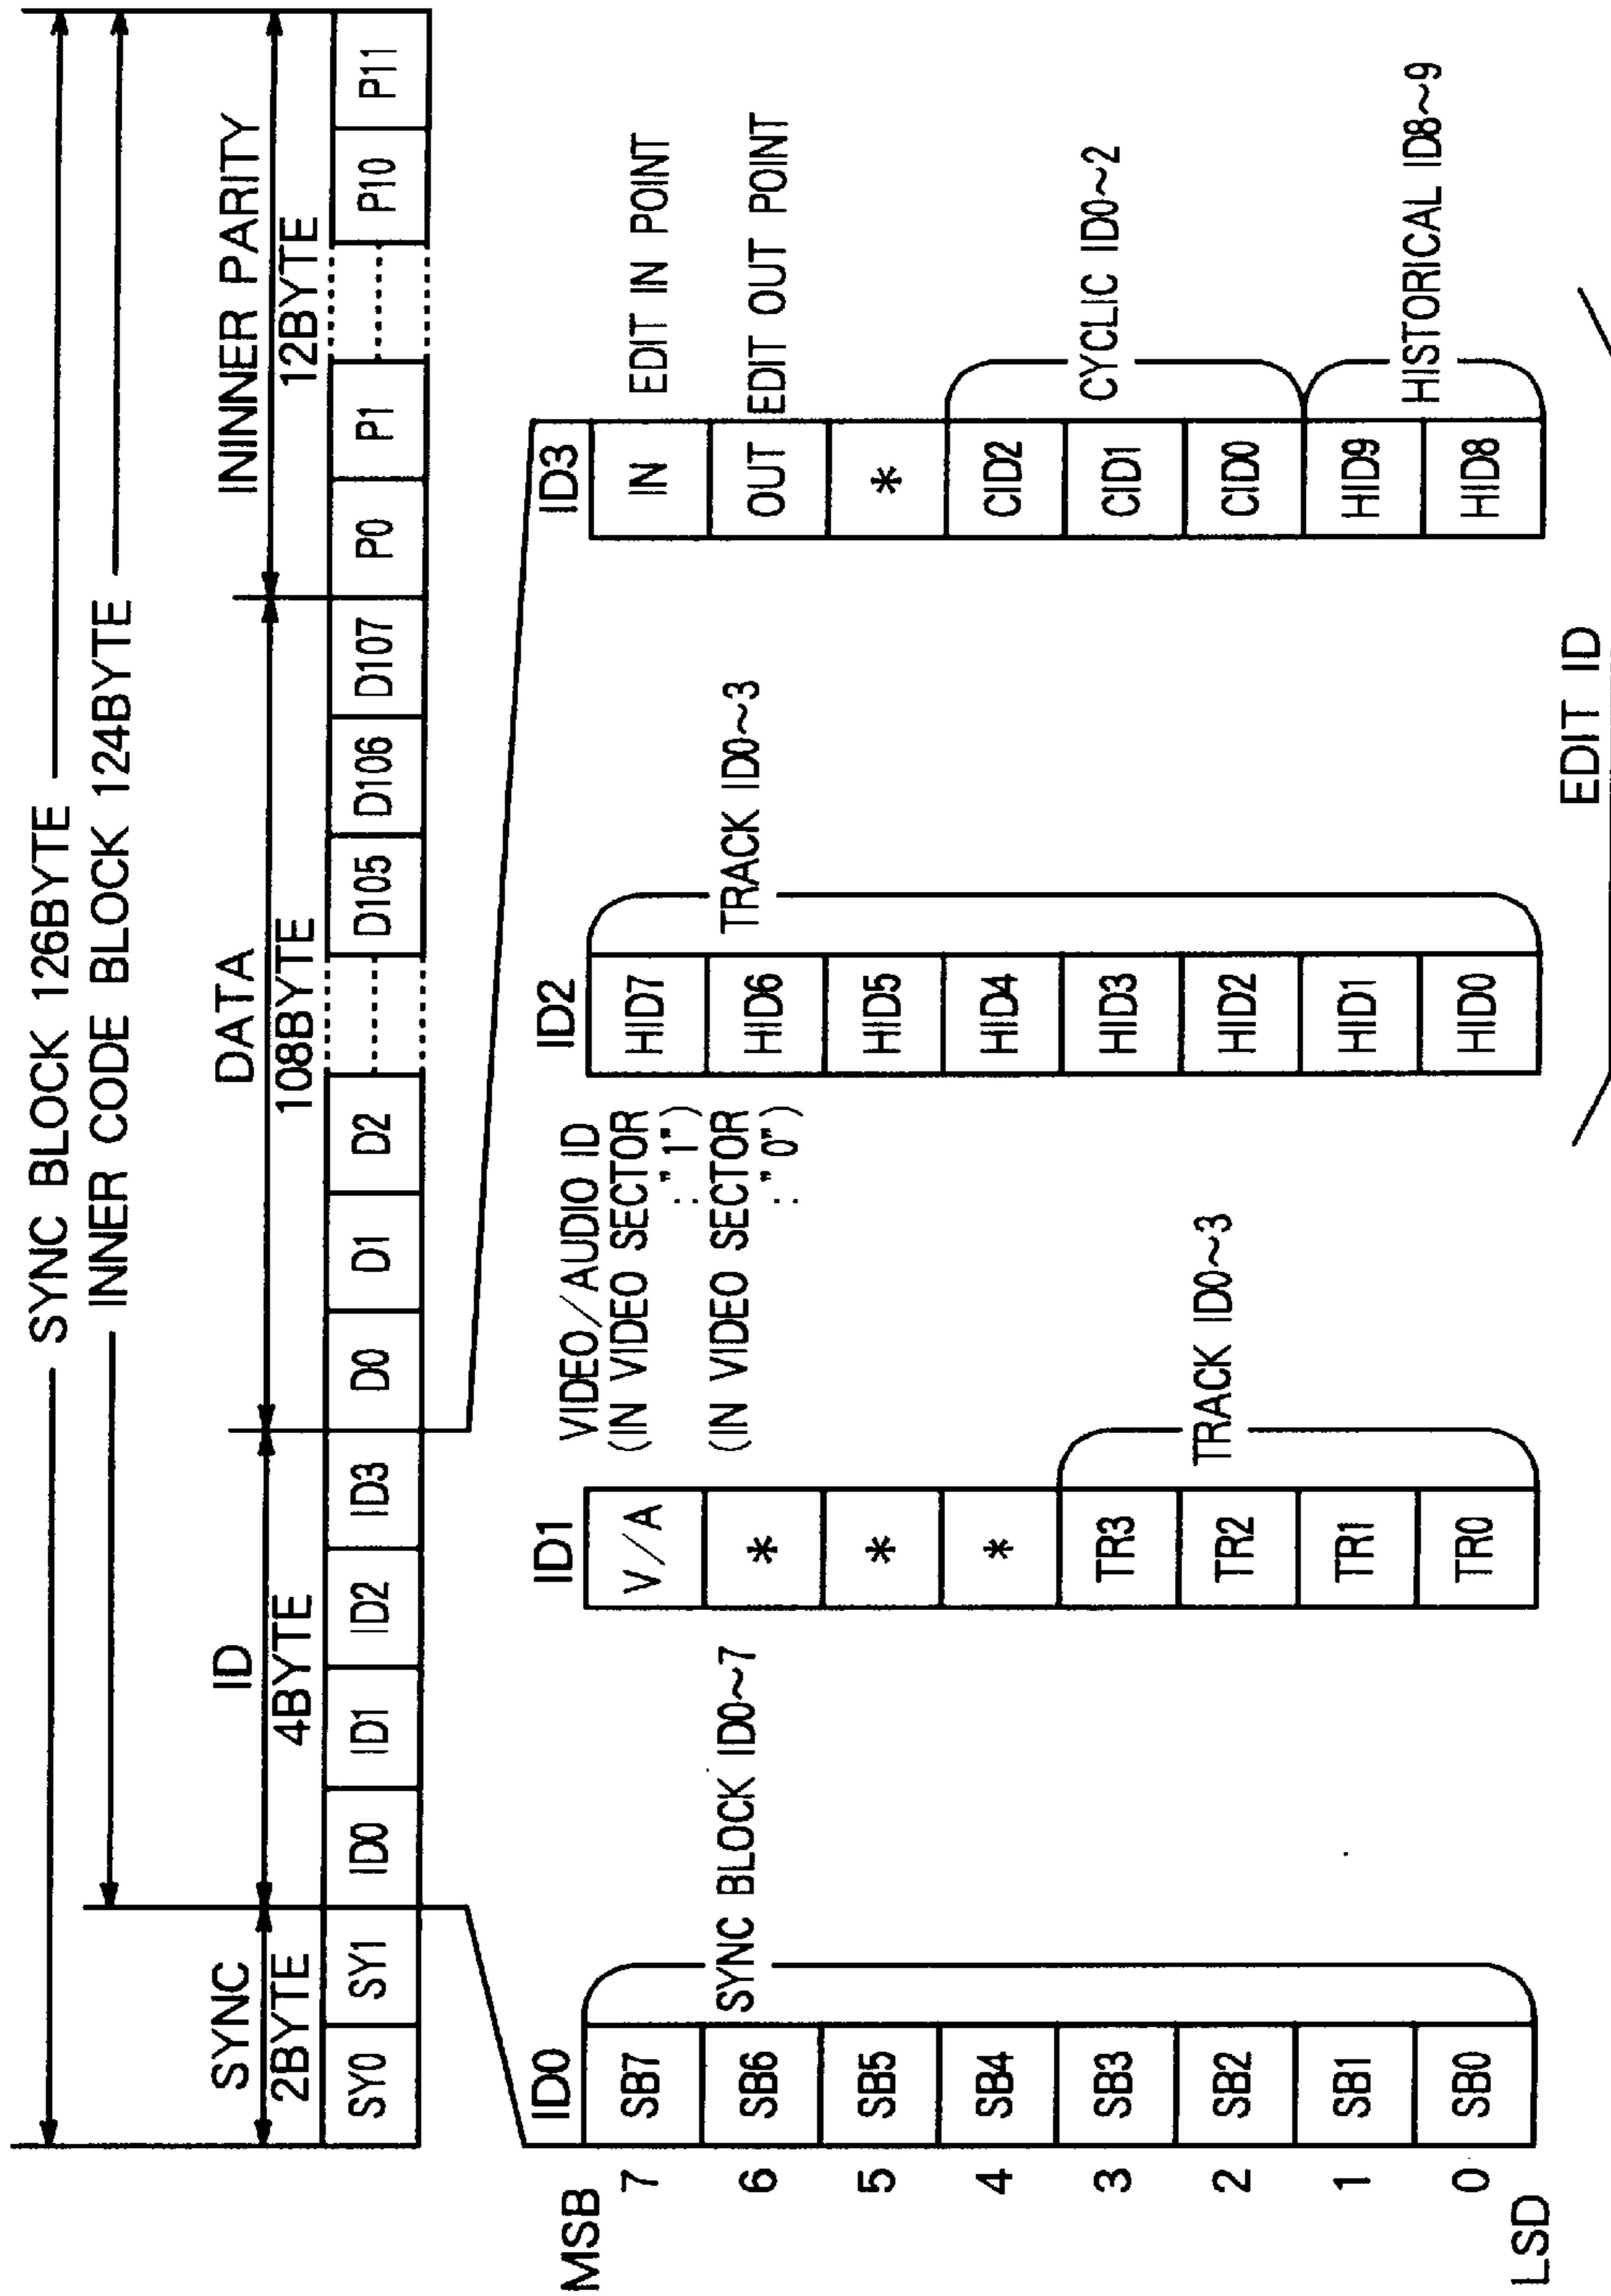 SYNC BLOCK 126BYTE
INNER CODE BLOCK 124BYTE
SYNC ID DATA ININNER PARITY
2BYTE 4BYTE 108BYTE 12BYTE
SY0 SY1 ID0 ID1 ID2 ID3 D0 D1 D2 D105 D106 D107 P0 P1 P10 P11
MSB
7
6
5
4
3
2
1
0
LSD
ID0
SB7
SB6
SB5
SB4
SB3
SB2
SB1
SB0
SYNC BLOCK ID0~7
ID1
V/A
*
*
*
TR3
TR2
TR1
TR0
VIDEO/AUDIO ID
(IN VIDEO SECTOR
: "1")
(IN VIDEO SECTOR
: "0")
TRACK ID0~3
ID2
HID7
HID6
HID5
HID4
HID3
HID2
HID1
HID0
TRACK ID0~3
ID3
IN EDIT IN POINT
OUT EDIT OUT POINT
*
CID2
CID1
CID0
HID9
HID8
CYCLIC ID0~2
HISTORICAL ID8~9
EDIT ID